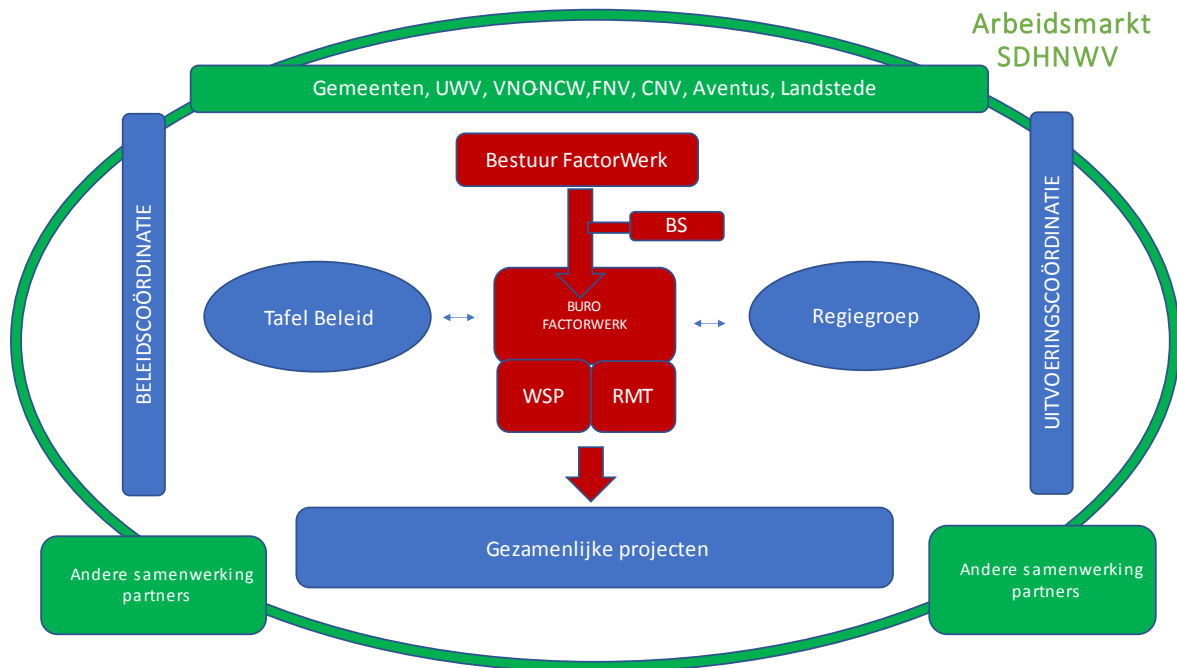 Arbeidsmarkt
SDHNWV
Gemeenten, UWV, VNO-NCW,FNV, CNV, Aventus, Landstede
BELEIDSCOÖRDINATIE
UITVOERINGSCOÖRDINATIE
Bestuur FactorWerk
BS
Tafel Beleid
BURO
FACTORWERK
Regiegroep
WSP
RMT
Gezamenlijke projecten
Andere samenwerking
partners
Andere samenwerking
partners